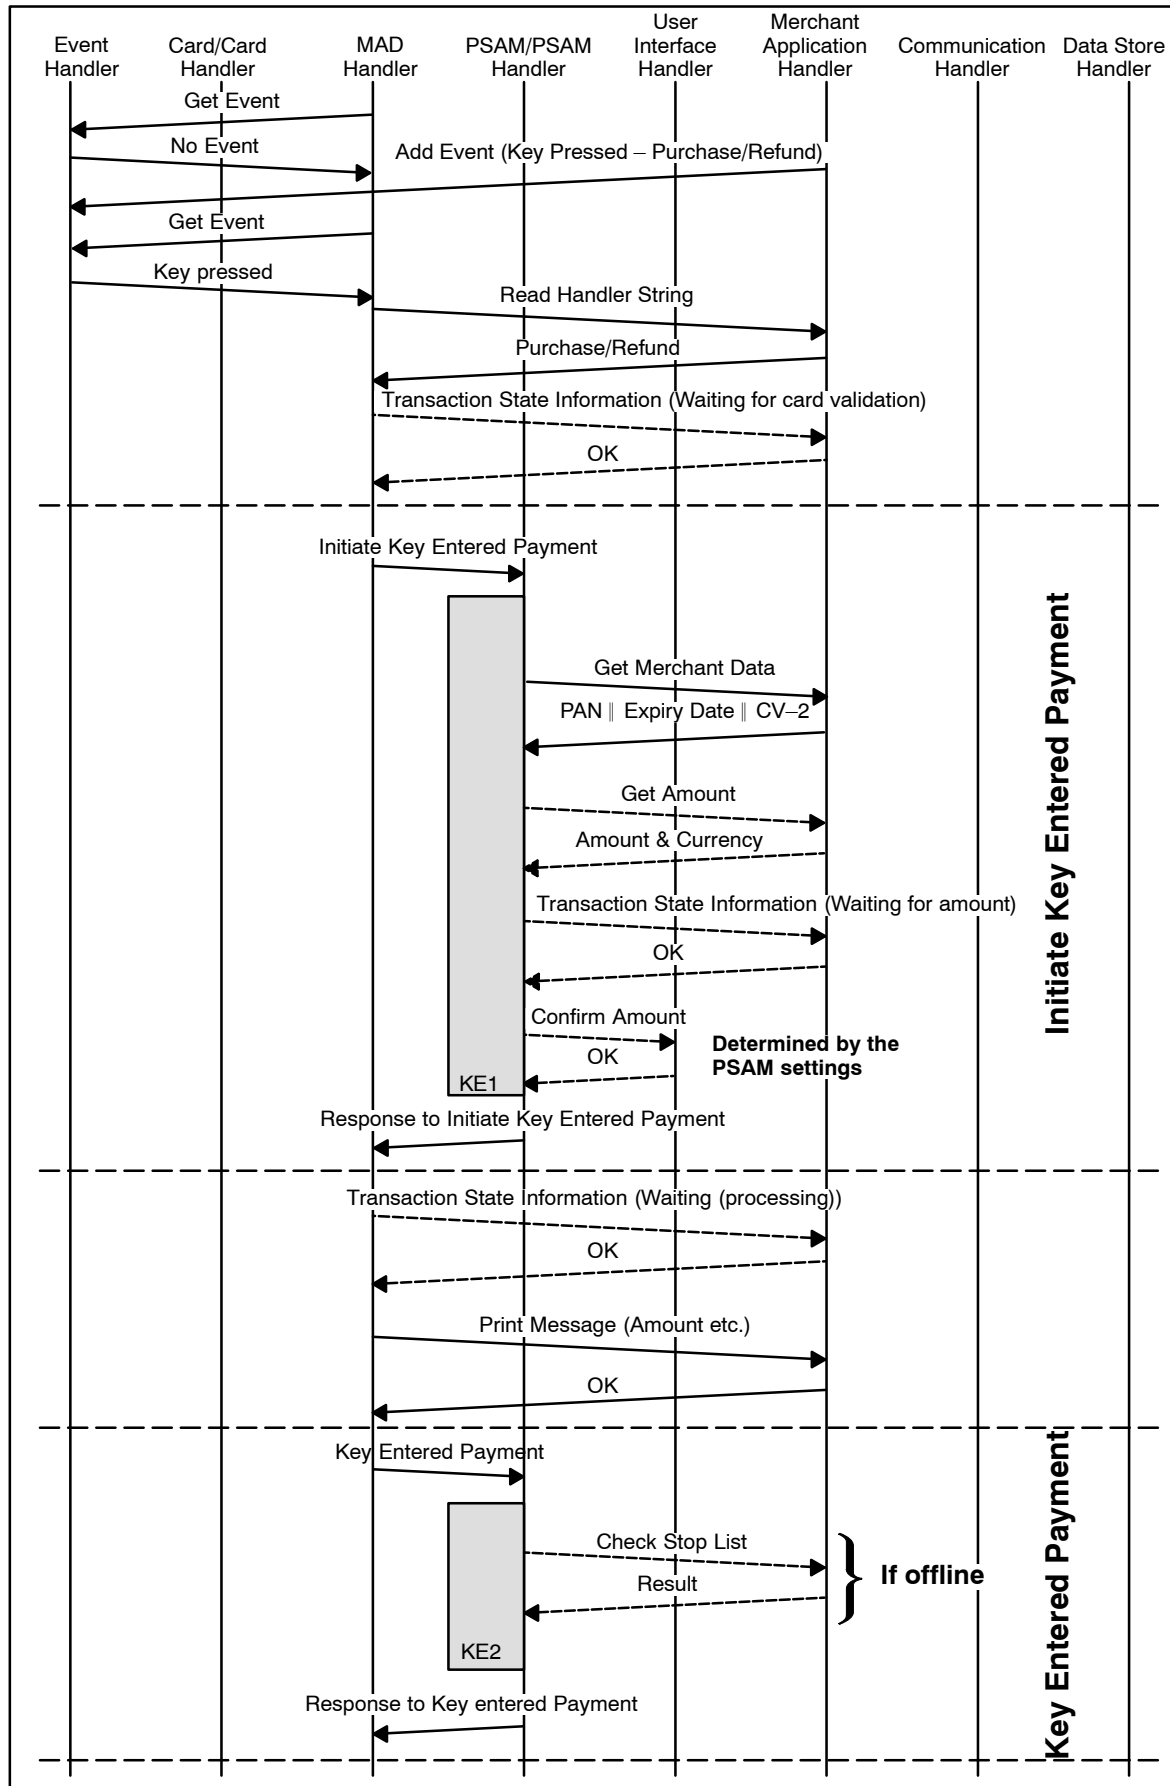 Event
Handler
Card/Card
Handler
MAD
Handler
PSAM/PSAM
Handler
User
Interface
Handler
Merchant
Application
Handler
Communication
Handler
Data Store
Handler
Get Event
No Event
Add Event (Key Pressed – Purchase/Refund)
Get Event
Key pressed
Read Handler String
Purchase/Refund
Transaction State Information (Waiting for card validation)
OK
Initiate Key Entered Payment
Get Merchant Data
PAN || Expiry Date || CV–2
Get Amount
Amount & Currency
Transaction State Information (Waiting for amount)
OK
Confirm Amount
OK
Determined by the
PSAM settings
KE1
Response to Initiate Key Entered Payment
Initiate Key Entered Payment
Transaction State Information (Waiting (processing))
OK
Print Message (Amount etc.)
OK
Key Entered Payment
Check Stop List
Result
If offline
KE2
Response to Key entered Payment
Key Entered Payment